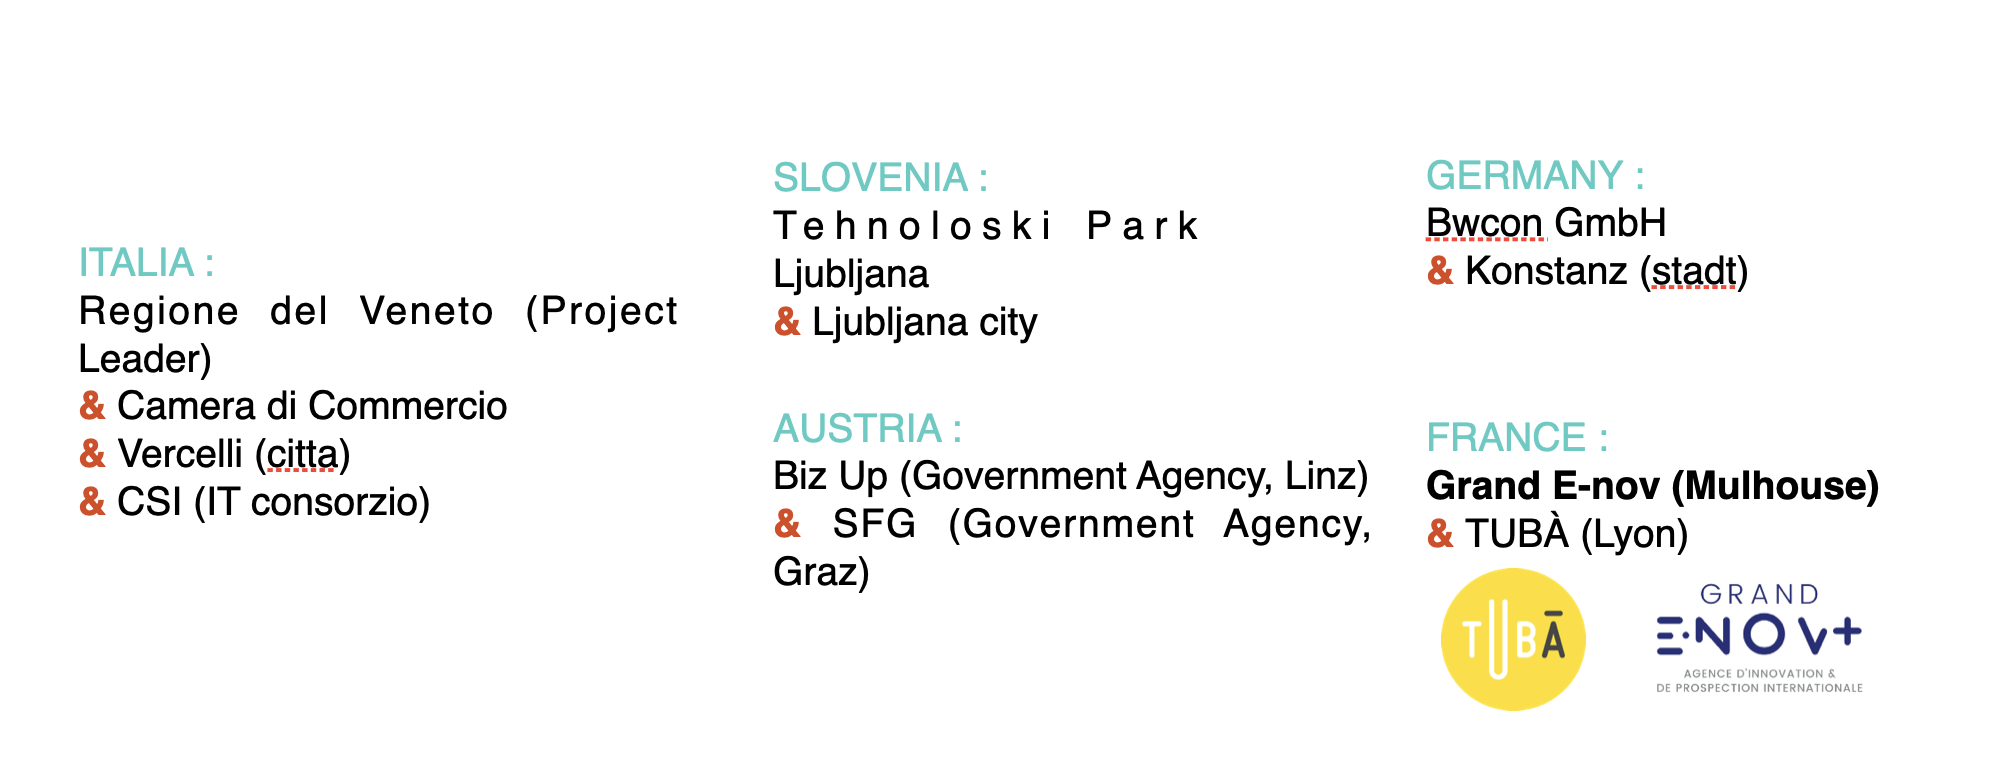 ITALIA :
Regione del Veneto (Project
Leader)
& Camera di Commercio
& Vercelli (citta)
& CSI (IT consorzio)
SLOVENIA :
Tehnoloski Park
Ljubljana
& Ljubljana city
AUSTRIA :
Biz Up (Government Agency, Linz)
& SFG (Government Agency,
Graz)
GERMANY :
Bwcon GmbH
& Konstanz (stadt)
FRANCE :
Grand E-nov (Mulhouse)
& TUBÀ (Lyon)
TUBĀ
GRAND
E·NOV+
AGENCE D'INNOVATION &
DE PROSPECTION INTERNATIONALE